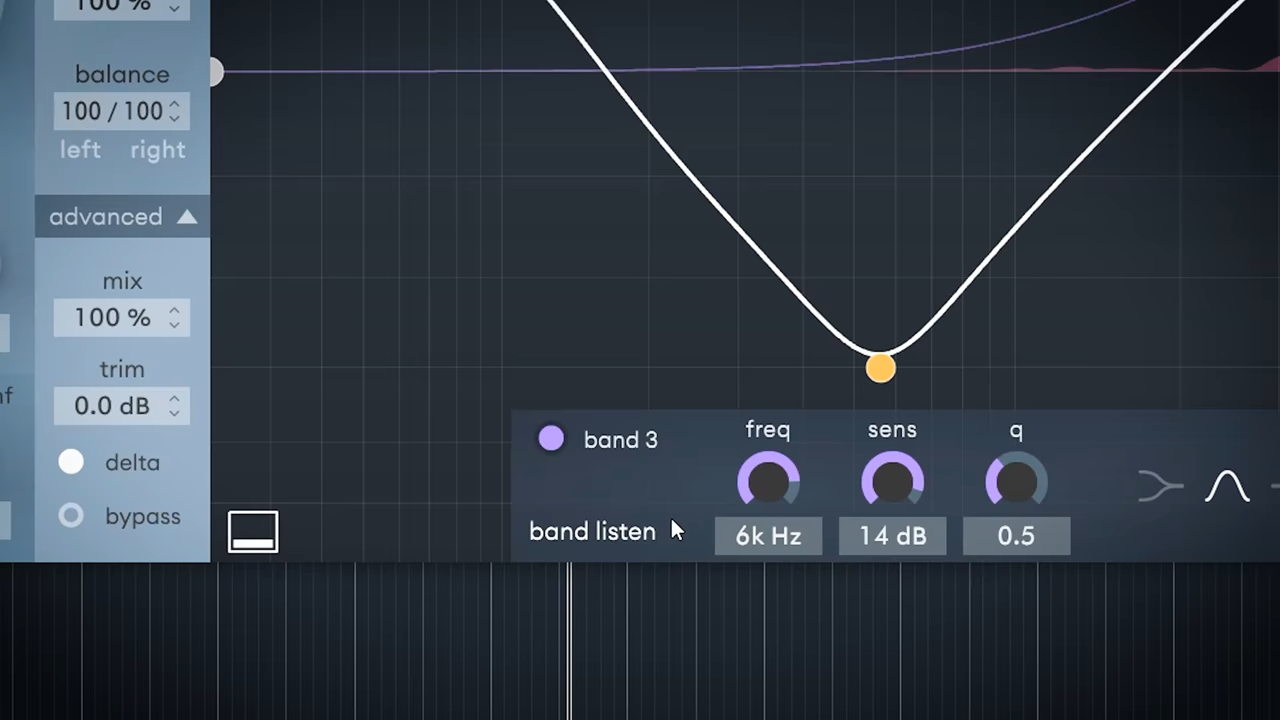 100 %
balance
100 / 100
left right
advanced
mix
100 %
trim
0.0 dB
delta
bypass
band 3
band listen
freq sens q
6k Hz 14 dB 0.5